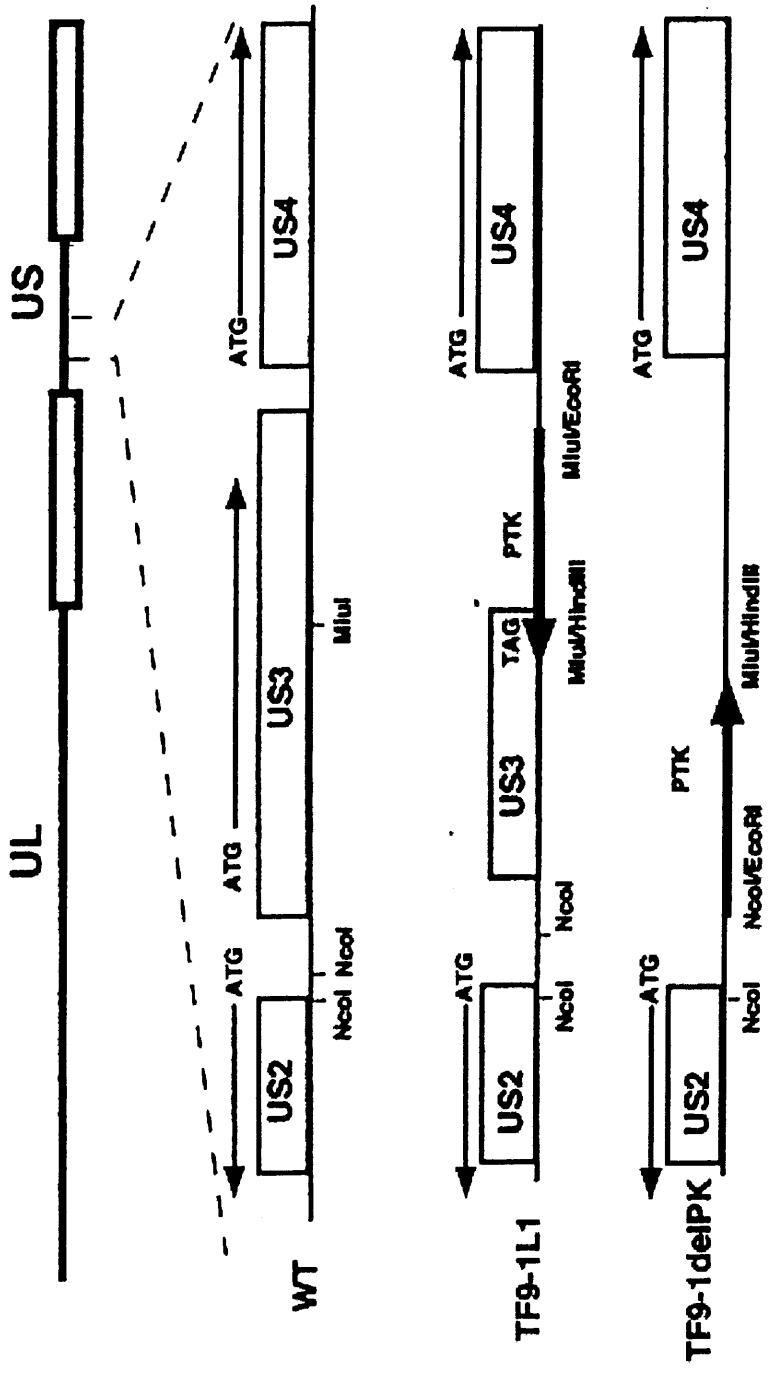 UL US
WT
US2 US3 US4
ATG ATG ATG
NcoI NcoI MluI
TF9-1L1
US2 US3 TAG PTK US4
ATG ATG
NcoI NcoI MluI/HindIII MluI/EcoRI
TF9-1delPK
US2 PTK US4
ATG ATG
NcoI NcoI/EcoRI MluI/HindIII